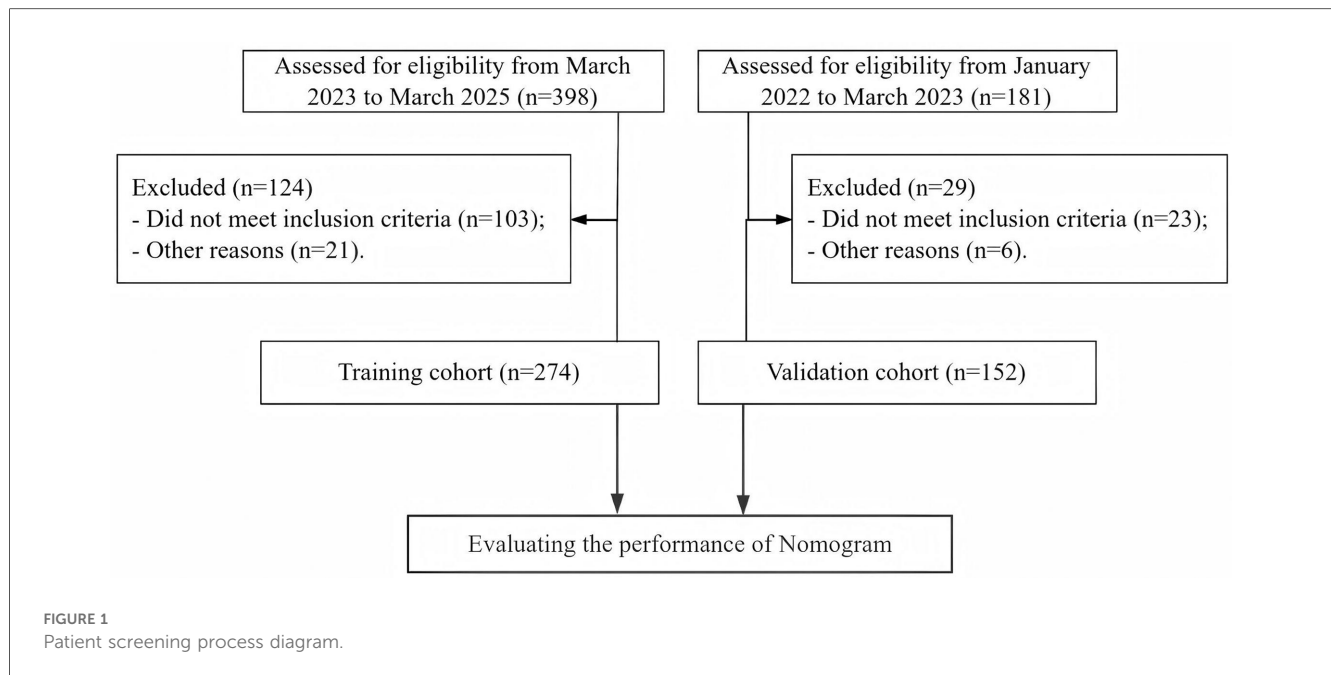 Assessed for eligibility from March
2023 to March 2025 (n=398)
Assessed for eligibility from January
2022 to March 2023 (n=181)
Excluded (n=124)
- Did not meet inclusion criteria (n=103);
- Other reasons (n=21).
Excluded (n=29)
- Did not meet inclusion criteria (n=23);
- Other reasons (n=6).
Training cohort (n=274)
Validation cohort (n=152)
Evaluating the performance of Nomogram
FIGURE 1
Patient screening process diagram.